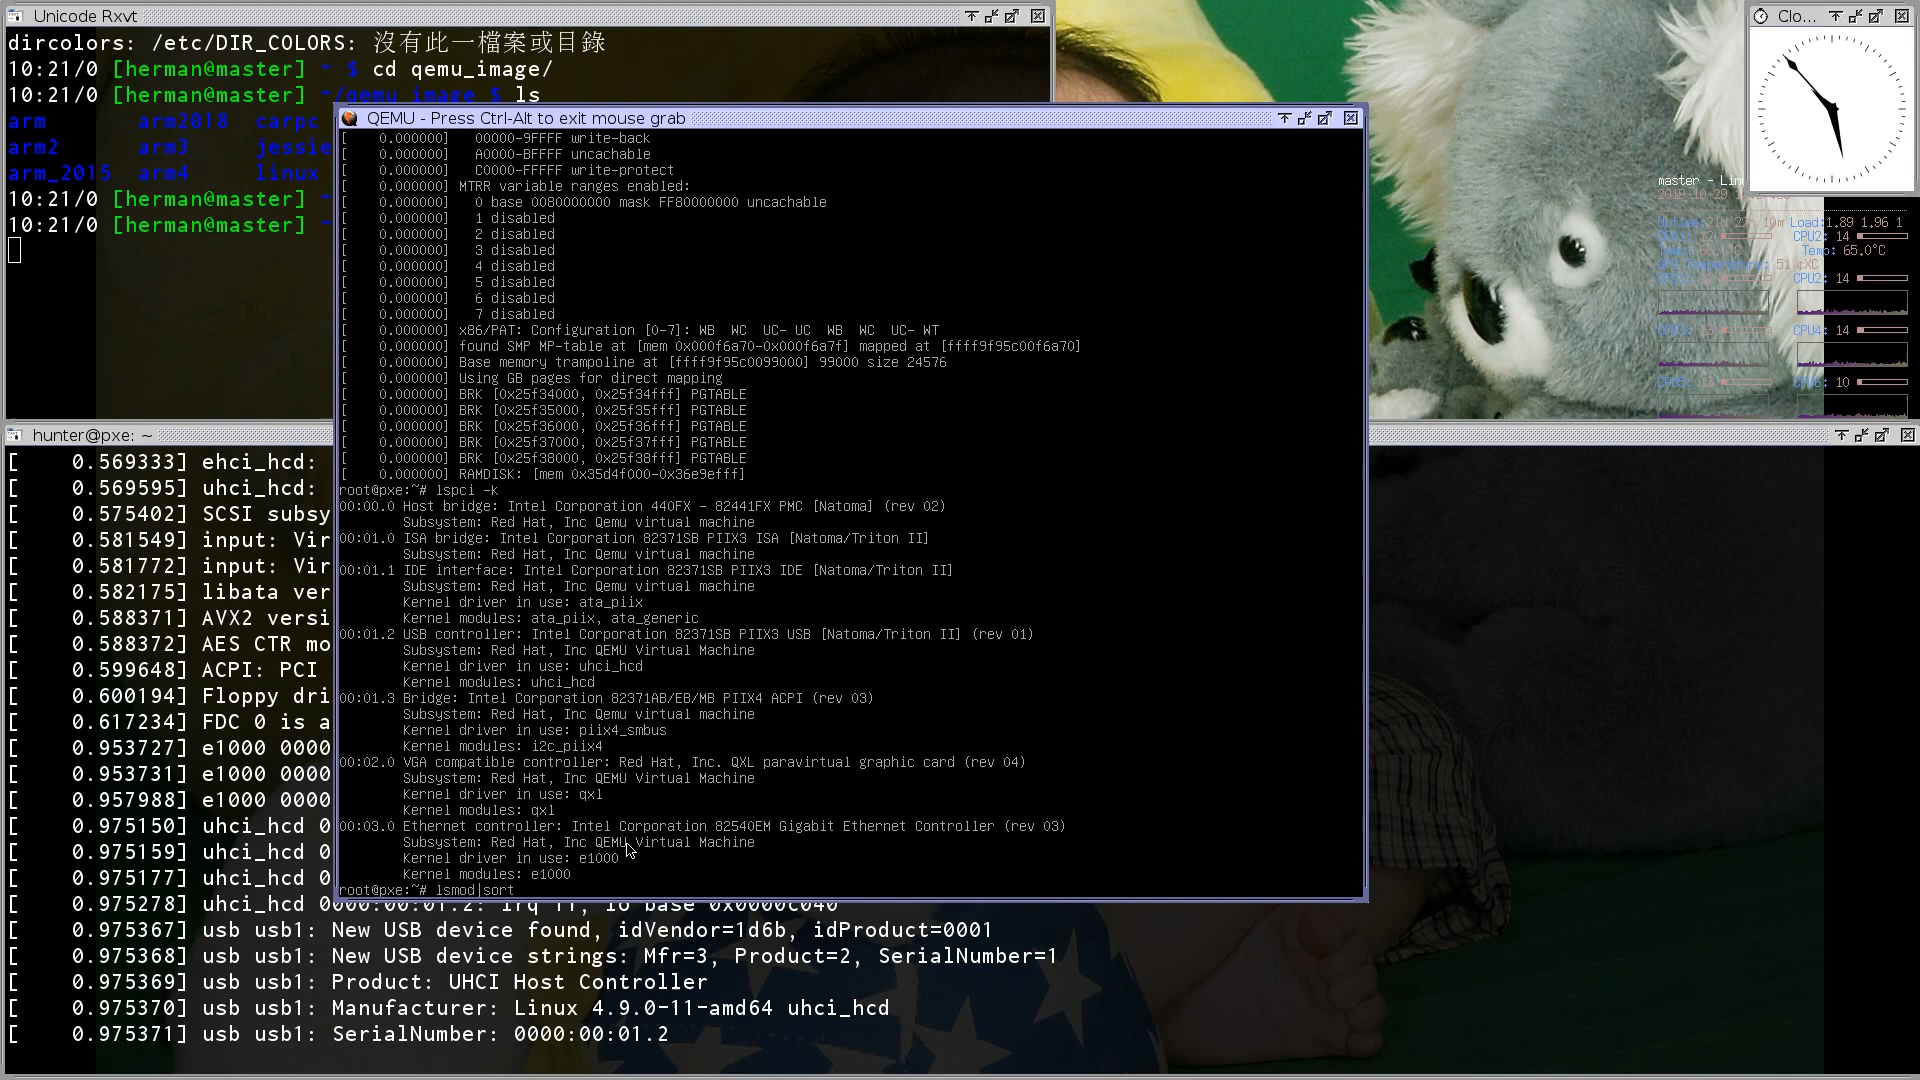 Unicode Rxvt
dircolors: /etc/DIR_COLORS: 沒有此一檔案或目錄
10:21/0 [herman@master] ~ $ cd qemu_image/
10:21/0 [herman@master] ~/qemu_image $ ls
arm arm2018 carpc
arm2 arm3 jessie
arm_2015 arm4 linux
10:21/0 [herman@master] ~
10:21/0 [herman@master] ~
QEMU - Press Ctrl-Alt to exit mouse grab
[ 0.000000] 00000-9FFFF write-back
[ 0.000000] A0000-BFFFF uncachable
[ 0.000000] C0000-FFFFF write-protect
[ 0.000000] MTRR variable ranges enabled:
[ 0.000000] 0 base 0080000000 mask FF80000000 uncachable
[ 0.000000] 1 disabled
[ 0.000000] 2 disabled
[ 0.000000] 3 disabled
[ 0.000000] 4 disabled
[ 0.000000] 5 disabled
[ 0.000000] 6 disabled
[ 0.000000] 7 disabled
[ 0.000000] x86/PAT: Configuration [0-7]: WB WC UC- UC WB WC UC- WT
[ 0.000000] found SMP MP-table at [mem 0x000f6a70-0x000f6a7f] mapped at [ffff9f95c00f6a70]
[ 0.000000] Base memory trampoline at [ffff9f95c0099000] 99000 size 24576
[ 0.000000] Using GB pages for direct mapping
[ 0.000000] BRK [0x25f34000, 0x25f34fff] PGTABLE
[ 0.000000] BRK [0x25f35000, 0x25f35fff] PGTABLE
[ 0.000000] BRK [0x25f36000, 0x25f36fff] PGTABLE
[ 0.000000] BRK [0x25f37000, 0x25f37fff] PGTABLE
[ 0.000000] BRK [0x25f38000, 0x25f38fff] PGTABLE
[ 0.000000] RAMDISK: [mem 0x35d4f000-0x36e9efff]
root@pxe:~# lspci -k
00:00.0 Host bridge: Intel Corporation 440FX - 82441FX PMC [Natoma] (rev 02)
Subsystem: Red Hat, Inc Qemu virtual machine
00:01.0 ISA bridge: Intel Corporation 82371SB PIIX3 ISA [Natoma/Triton II]
Subsystem: Red Hat, Inc Qemu virtual machine
00:01.1 IDE interface: Intel Corporation 82371SB PIIX3 IDE [Natoma/Triton II]
Subsystem: Red Hat, Inc Qemu virtual machine
Kernel driver in use: ata_piix
Kernel modules: ata_piix, ata_generic
00:01.2 USB controller: Intel Corporation 82371SB PIIX3 USB [Natoma/Triton II] (rev 01)
Subsystem: Red Hat, Inc QEMU Virtual Machine
Kernel driver in use: uhci_hcd
Kernel modules: uhci_hcd
00:01.3 Bridge: Intel Corporation 82371AB/EB/MB PIIX4 ACPI (rev 03)
Subsystem: Red Hat, Inc Qemu virtual machine
Kernel driver in use: piix4_smbus
Kernel modules: i2c_piix4
00:02.0 VGA compatible controller: Red Hat, Inc. QXL paravirtual graphic card (rev 04)
Subsystem: Red Hat, Inc QEMU Virtual Machine
Kernel driver in use: qxl
Kernel modules: qxl
00:03.0 Ethernet controller: Intel Corporation 82540EM Gigabit Ethernet Controller (rev 03)
Subsystem: Red Hat, Inc QEMU Virtual Machine
Kernel driver in use: e1000
Kernel modules: e1000
root@pxe:~# lsmod|sort
Clo...
master - Lin
Load:1.89 1.96 1
CPU2: 14
Temp: 65.0°C
CPU2: 14
CPU4: 14
CPU6: 10
hunter@pxe: ~
[ 0.569333] ehci_hcd:
[ 0.569595] uhci_hcd:
[ 0.575402] SCSI subsy
[ 0.581549] input: Vir
[ 0.581772] input: Vir
[ 0.582175] libata ver
[ 0.588371] AVX2 versi
[ 0.588372] AES CTR mo
[ 0.599648] ACPI: PCI
[ 0.600194] Floppy dri
[ 0.617234] FDC 0 is a
[ 0.953727] e1000 0000
[ 0.953731] e1000 0000
[ 0.957988] e1000 0000
[ 0.975150] uhci_hcd 0
[ 0.975159] uhci_hcd 0
[ 0.975177] uhci_hcd 0
[ 0.975278] uhci_hcd 0000:00:01.2: irq 11, io base 0x0000c040
[ 0.975367] usb usb1: New USB device found, idVendor=1d6b, idProduct=0001
[ 0.975368] usb usb1: New USB device strings: Mfr=3, Product=2, SerialNumber=1
[ 0.975369] usb usb1: Product: UHCI Host Controller
[ 0.975370] usb usb1: Manufacturer: Linux 4.9.0-11-amd64 uhci_hcd
[ 0.975371] usb usb1: SerialNumber: 0000:00:01.2